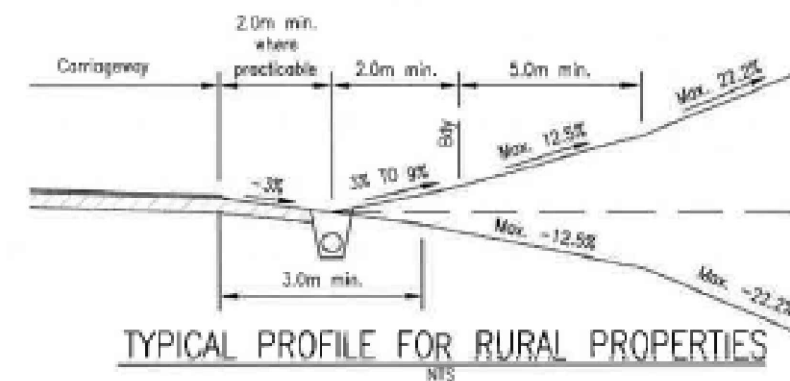 2.0m min.
where
practicable
Carriageway
2.0m min.
5.0m min.
Max. 22.2%
Bdy
Max. 12.5%
3% TO 9%
-3%
Max. -12.5%
3.0m min.
Max. -22.2%
TYPICAL PROFILE FOR RURAL PROPERTIES
NTS